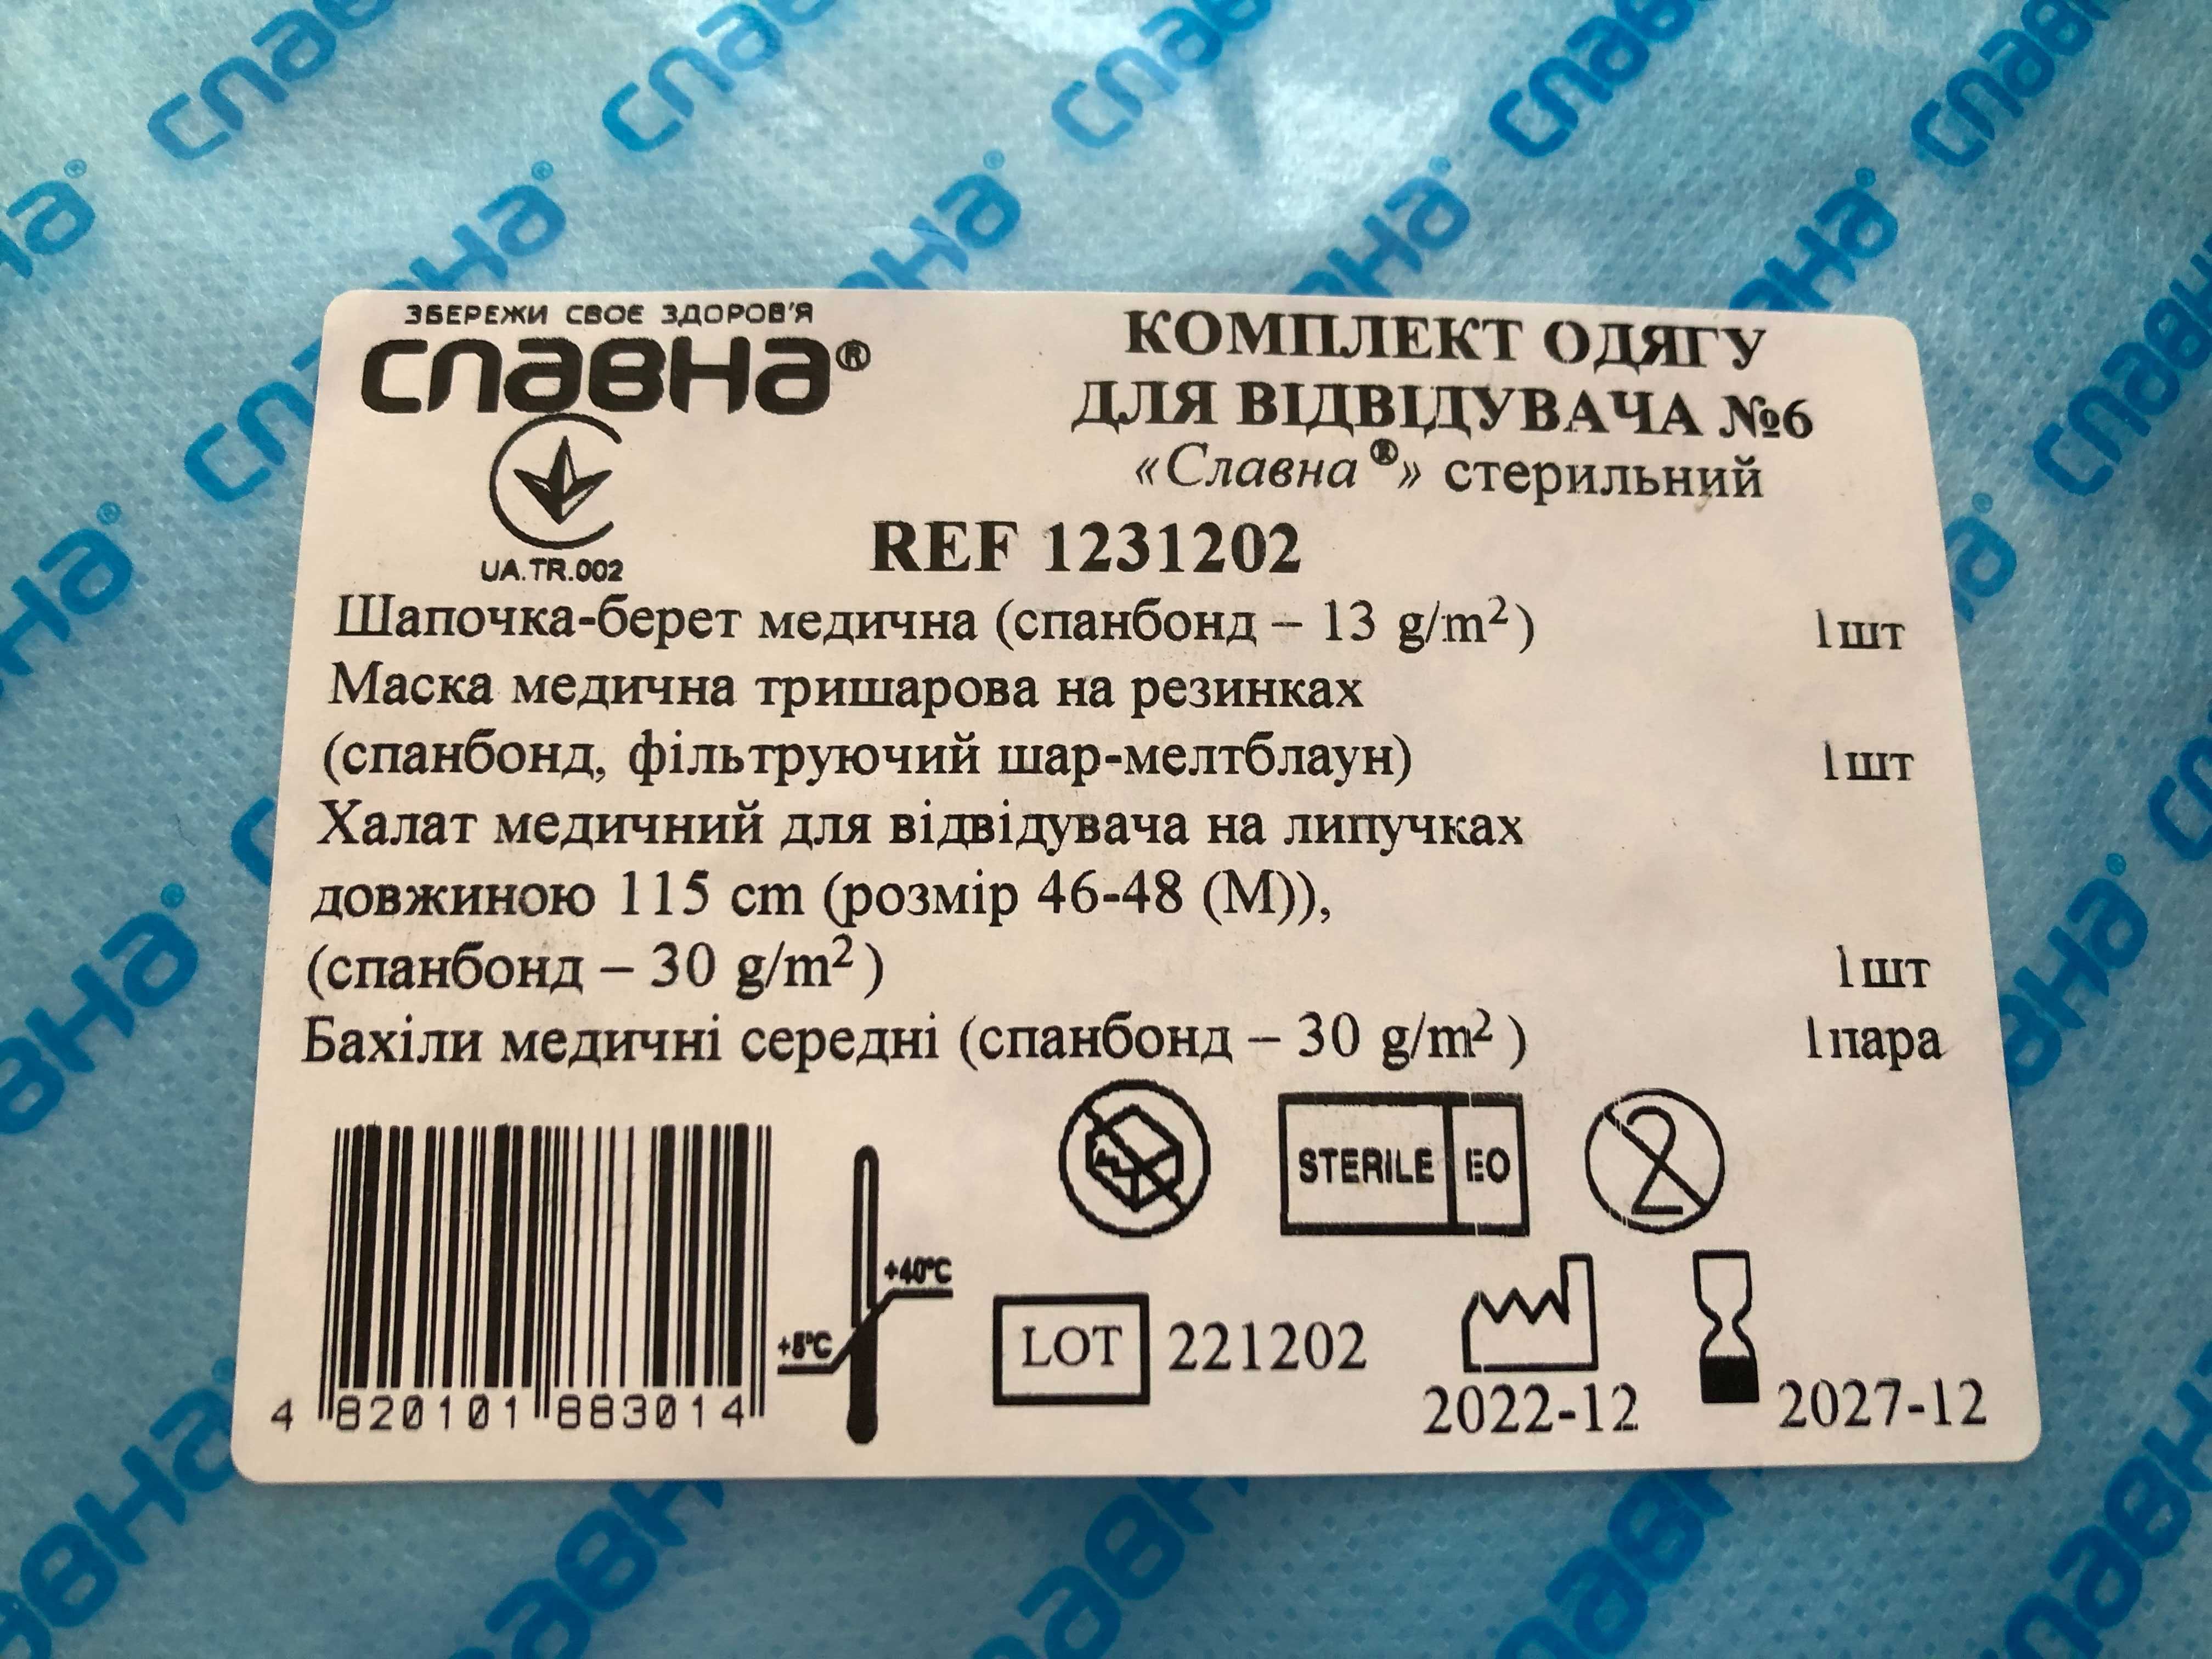 ЗБЕРЕЖИ СВОЄ ЗДОРОВ'Я
СЛАВНА®
UA.TR.002
КОМПЛЕКТ ОДЯГУ
ДЛЯ ВІДВІДУВАЧА №6
«Славна®» стерильний
REF 1231202
Шапочка-берет медична (спанбонд – 13 g/m²) 1шт
Маска медична тришарова на резинках
(спанбонд, фільтруючий шар-мелтблаун) 1шт
Халат медичний для відвідувача на липучках
довжиною 115 cm (розмір 46-48 (M)),
(спанбонд – 30 g/m²) 1шт
Бахіли медичні середні (спанбонд – 30 g/m²) 1пара
STERILE EO
2
+40°C
+5°C
LOT 221202
2022-12
2027-12
4 820101 883014